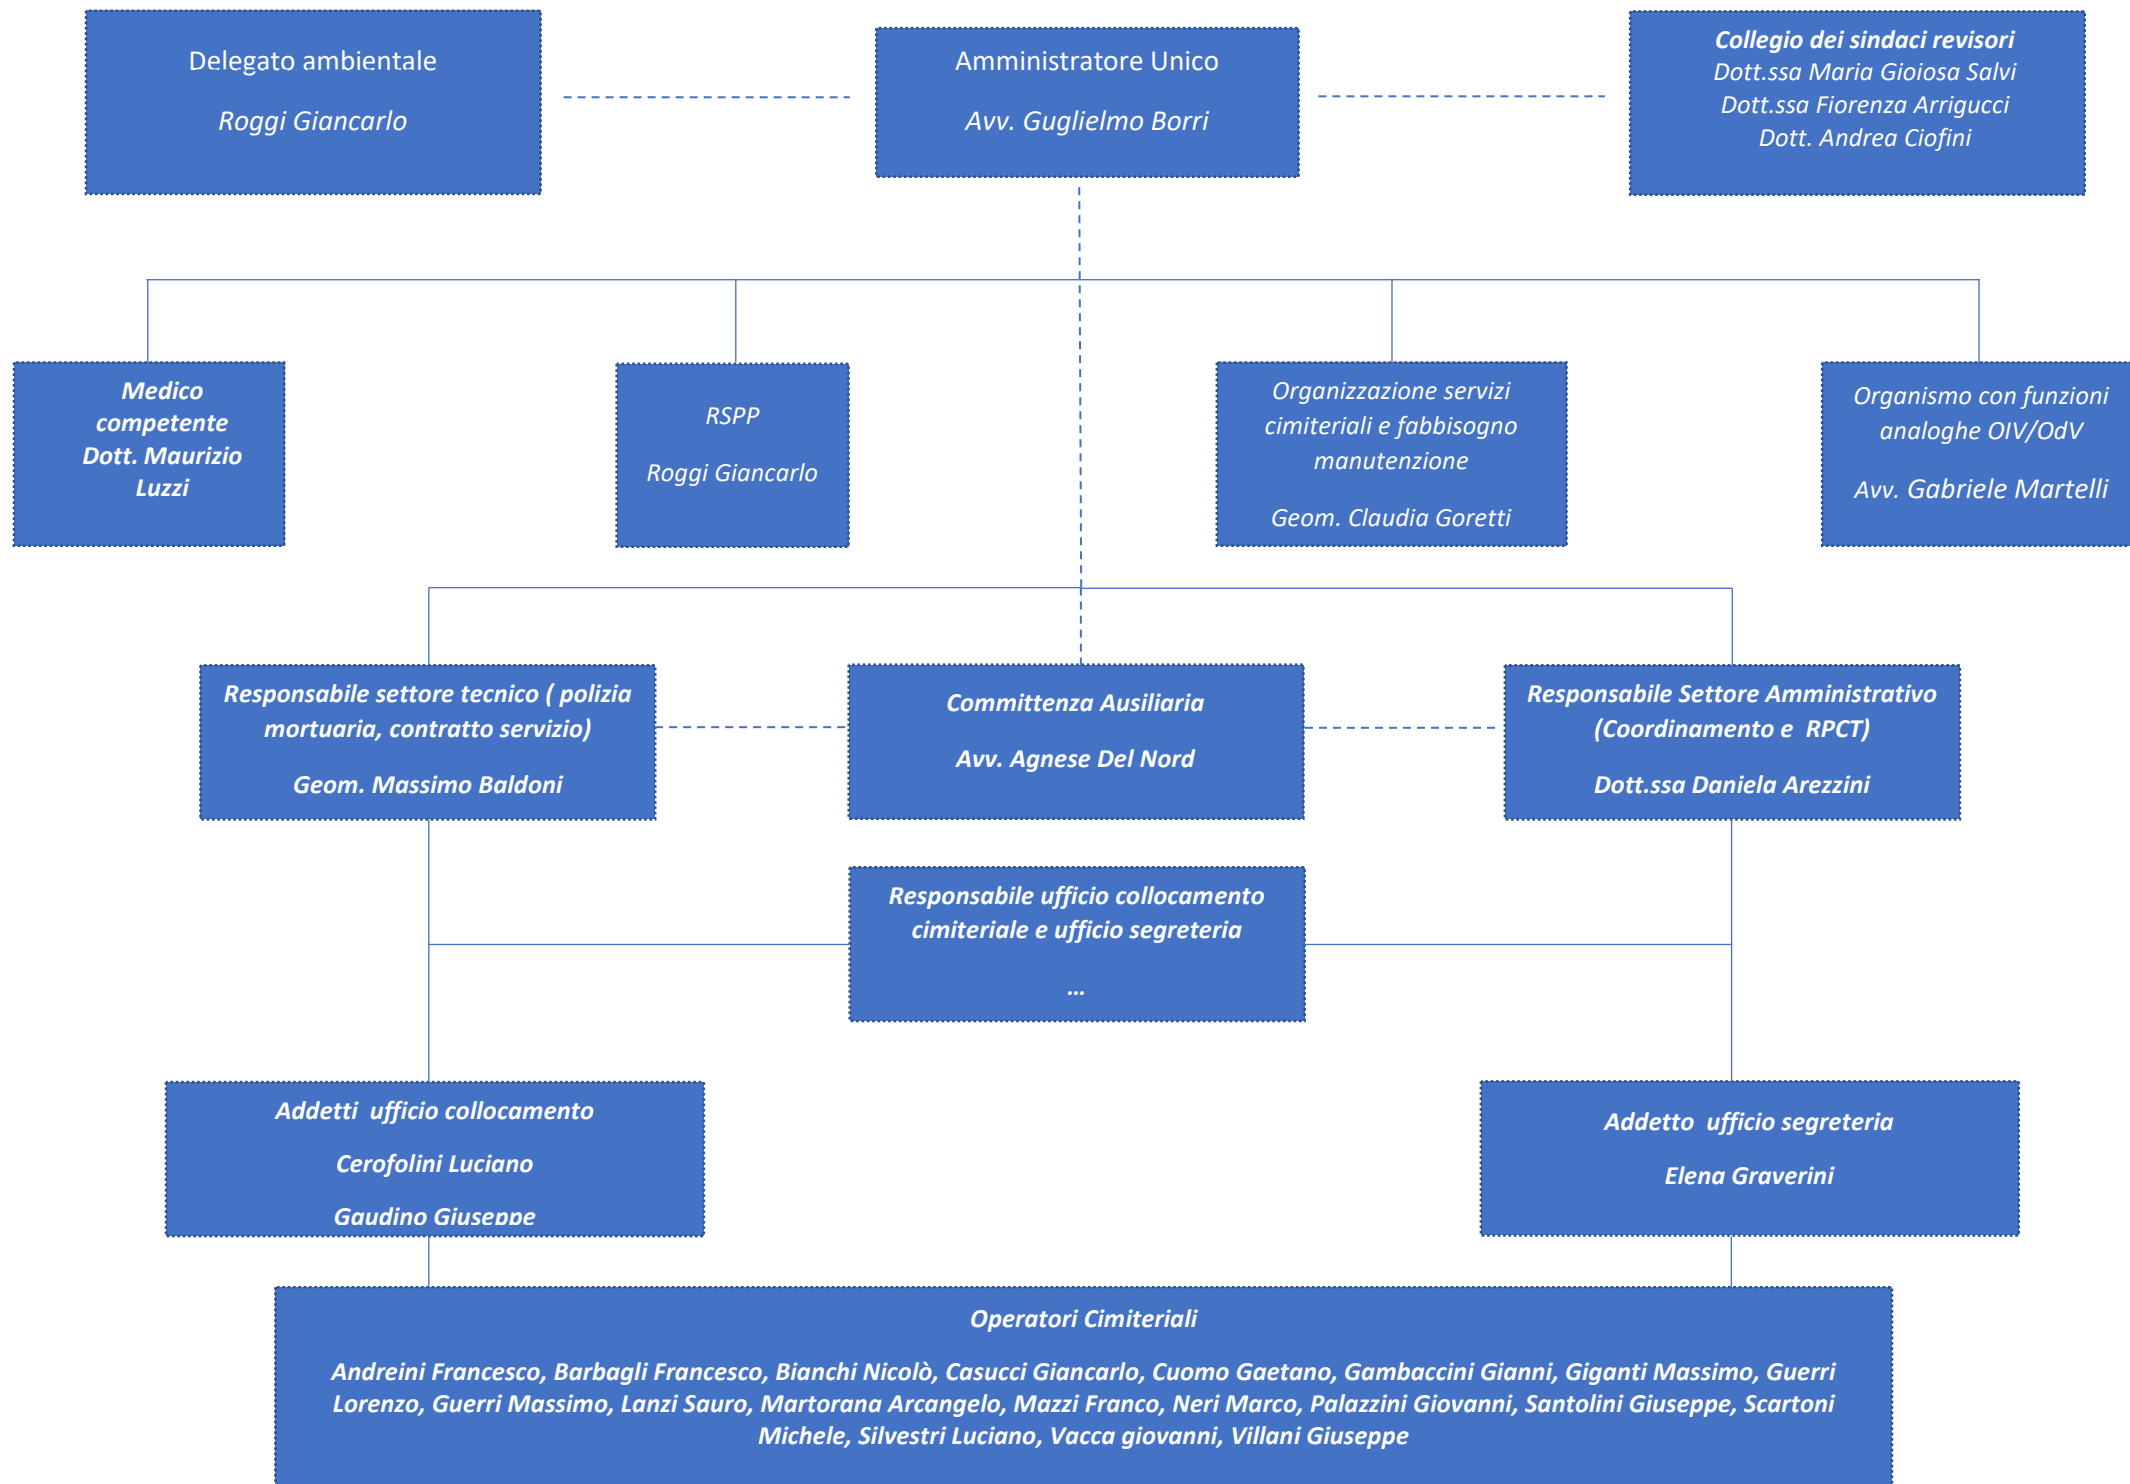 Delegato ambientale
Roggi Giancarlo
Amministratore Unico
Avv. Guglielmo Borri
Collegio dei sindaci revisori
Dott.ssa Maria Gioiosa Salvi
Dott.ssa Fiorenza Arrigucci
Dott. Andrea Ciofini
Medico
competente
Dott. Maurizio
Luzzi
RSPP
Roggi Giancarlo
Organizzazione servizi
cimiteriali e fabbisogno
manutenzione
Geom. Claudia Goretti
Organismo con funzioni
analoghe OIV/OdV
Avv. Gabriele Martelli
Responsabile settore tecnico ( polizia
mortuaria, contratto servizio)
Geom. Massimo Baldoni
Committenza Ausiliaria
Avv. Agnese Del Nord
Responsabile Settore Amministrativo
(Coordinamento e  RPCT)
Dott.ssa Daniela Arezzini
Responsabile ufficio collocamento
cimiteriale e ufficio segreteria
...
Addetti  ufficio collocamento
Cerofolini Luciano
Gaudino Giuseppe
Addetto  ufficio segreteria
Elena Graverini
Operatori Cimiteriali
Andreini Francesco, Barbagli Francesco, Bianchi Nicolò, Casucci Giancarlo, Cuomo Gaetano, Gambaccini Gianni, Giganti Massimo, Guerri
Lorenzo, Guerri Massimo, Lanzi Sauro, Martorana Arcangelo, Mazzi Franco, Neri Marco, Palazzini Giovanni, Santolini Giuseppe, Scartoni
Michele, Silvestri Luciano, Vacca giovanni, Villani Giuseppe